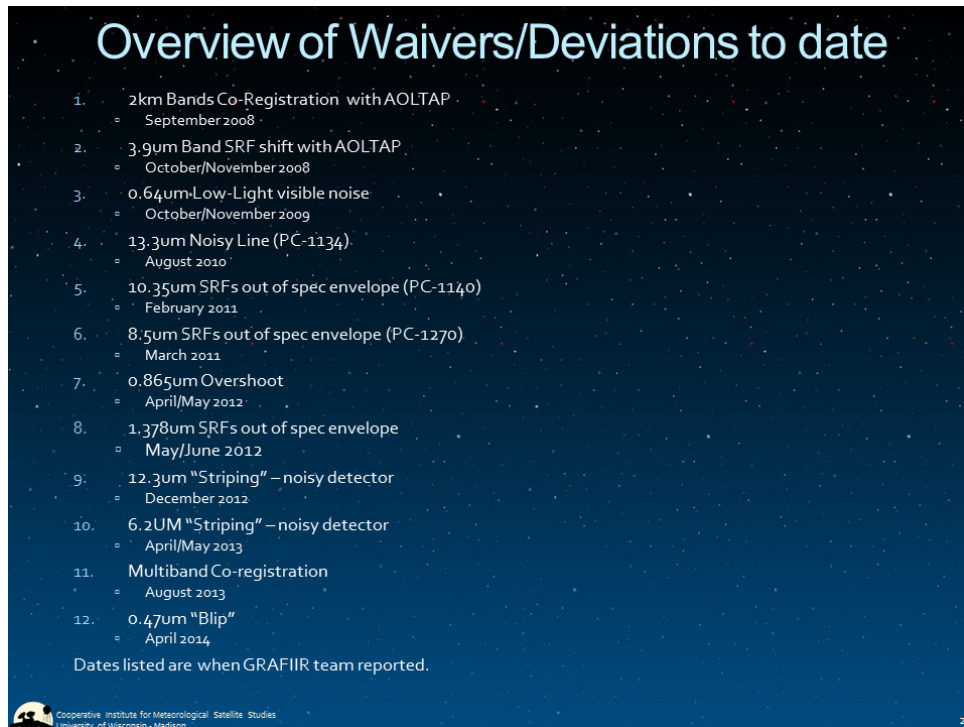 Overview of Waivers/Deviations to date
1. 2km Bands Co-Registration with AOLTAP
▫ September 2008
2. 3.9um Band SRF shift with AOLTAP
▫ October/November 2008
3. 0.64um Low-Light visible noise
▫ October/November 2009
4. 13.3um Noisy Line (PC-1134)
▫ August 2010
5. 10.35um SRFs out of spec envelope (PC-1140)
▫ February 2011
6. 8.5um SRFs out of spec envelope (PC-1270)
▫ March 2011
7. 0.865um Overshoot
▫ April/May 2012
8. 1.378um SRFs out of spec envelope
▫ May/June 2012
9. 12.3um “Striping” – noisy detector
▫ December 2012
10. 6.2UM “Striping” – noisy detector
▫ April/May 2013
11. Multiband Co-registration
▫ August 2013
12. 0.47um “Blip”
▫ April 2014
Dates listed are when GRAFIIR team reported.
Cooperative Institute for Meteorological Satellite Studies
University of Wisconsin - Madison
2